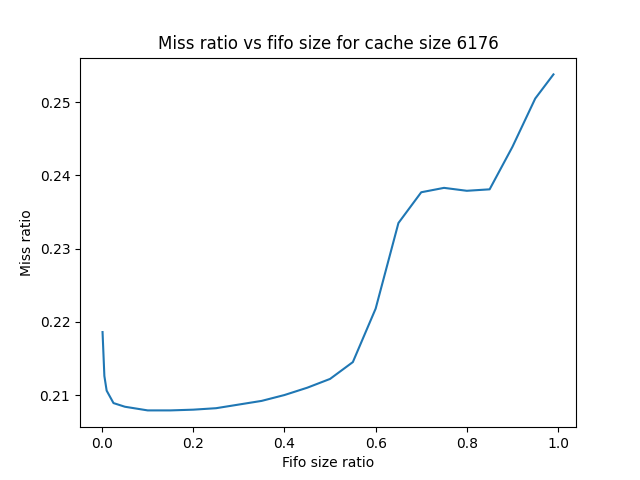 Miss ratio vs fifo size for cache size 6176
0.25
0.24
0.23
0.22
0.21
Miss ratio
0.0 0.2 0.4 0.6 0.8 1.0
Fifo size ratio